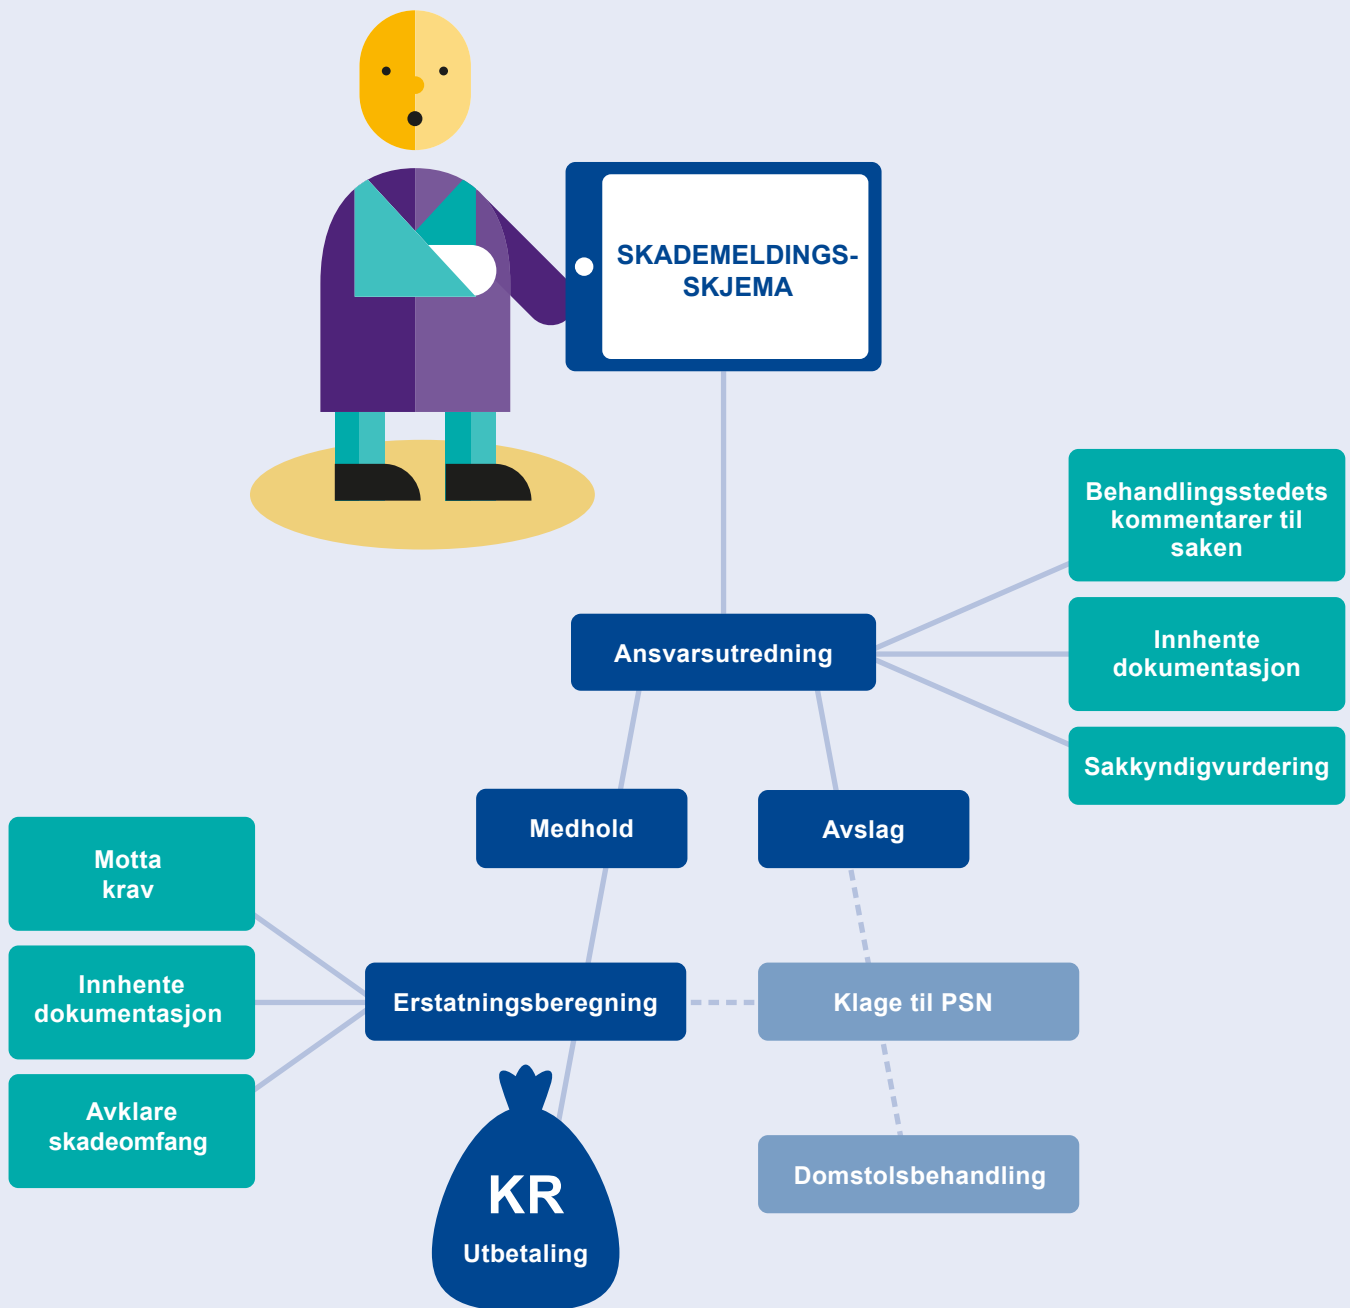 SKADEMELDINGS-
SKJEMA
Behandlingsstedets
kommentarer til
saken
Ansvarsutredning
Innhente
dokumentasjon
Sakkyndigvurdering
Medhold
Avslag
Motta
krav
Innhente
dokumentasjon
Erstatningsberegning
Klage til PSN
Avklare
skadeomfang
Domstolsbehandling
KR
Utbetaling